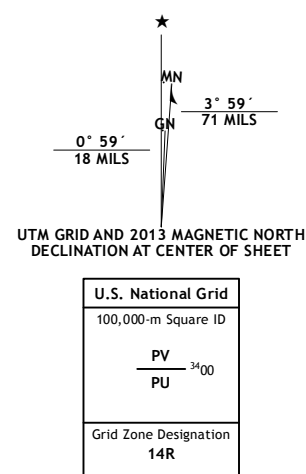 ★
MN
3° 59´
71 MILS
GN
0° 59´
18 MILS
UTM GRID AND 2013 MAGNETIC NORTH
DECLINATION AT CENTER OF SHEET
U.S. National Grid
100,000-m Square ID
PV
3400
PU
Grid Zone Designation
14R